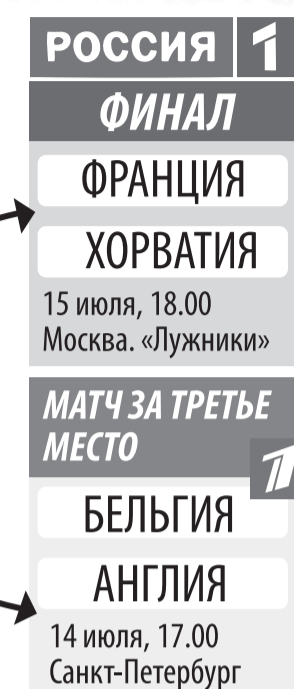 РОССИЯ 1
ФИНАЛ
ФРАНЦИЯ
ХОРВАТИЯ
15 июля, 18.00
Москва. «Лужники»
МАТЧ ЗА ТРЕТЬЕ
МЕСТО
1
БЕЛЬГИЯ
АНГЛИЯ
14 июля, 17.00
Санкт-Петербург